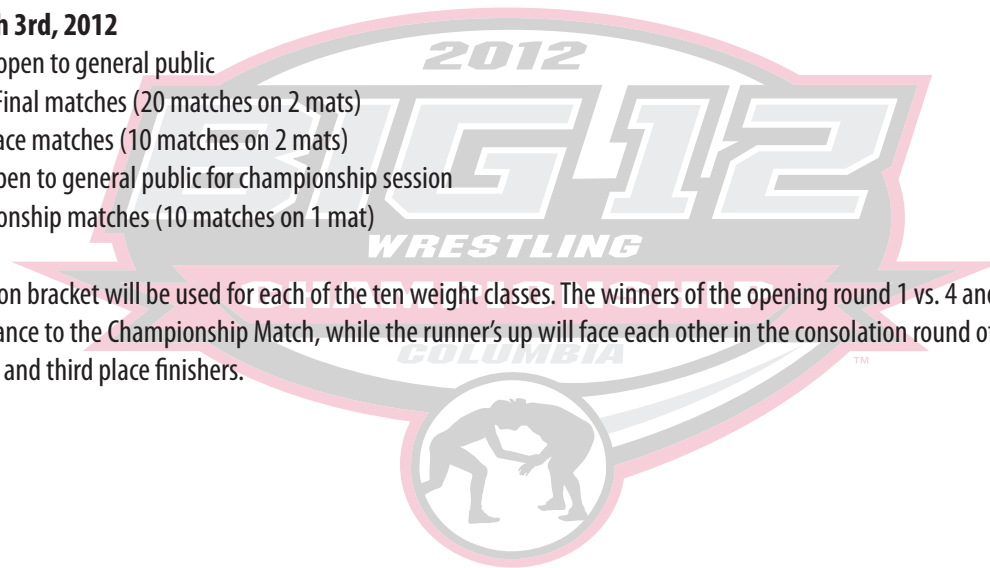 h 3rd, 2012
open to general public
Final matches (20 matches on 2 mats)
ace matches (10 matches on 2 mats)
pen to general public for championship session
onship matches (10 matches on 1 mat)
on bracket will be used for each of the ten weight classes. The winners of the opening round 1 vs. 4 and
ance to the Championship Match, while the runner's up will face each other in the consolation round of
and third place finishers.
2012
BIG 12
WRESTLING
CHAMPIONSHIP
COLUMBIA
TM